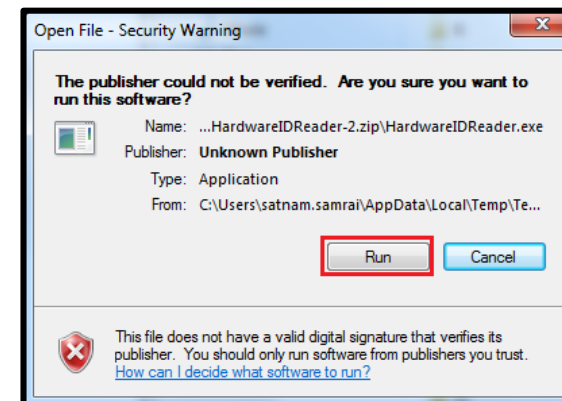 Open File - Security Warning
The publisher could not be verified. Are you sure you want to
run this software?
Name: ...HardwareIDReader-2.zip\HardwareIDReader.exe
Publisher: Unknown Publisher
Type: Application
From: C:\Users\satnam.samrai\AppData\Local\Temp\Te...
Run Cancel
This file does not have a valid digital signature that verifies its
publisher. You should only run software from publishers you trust.
How can I decide what software to run?